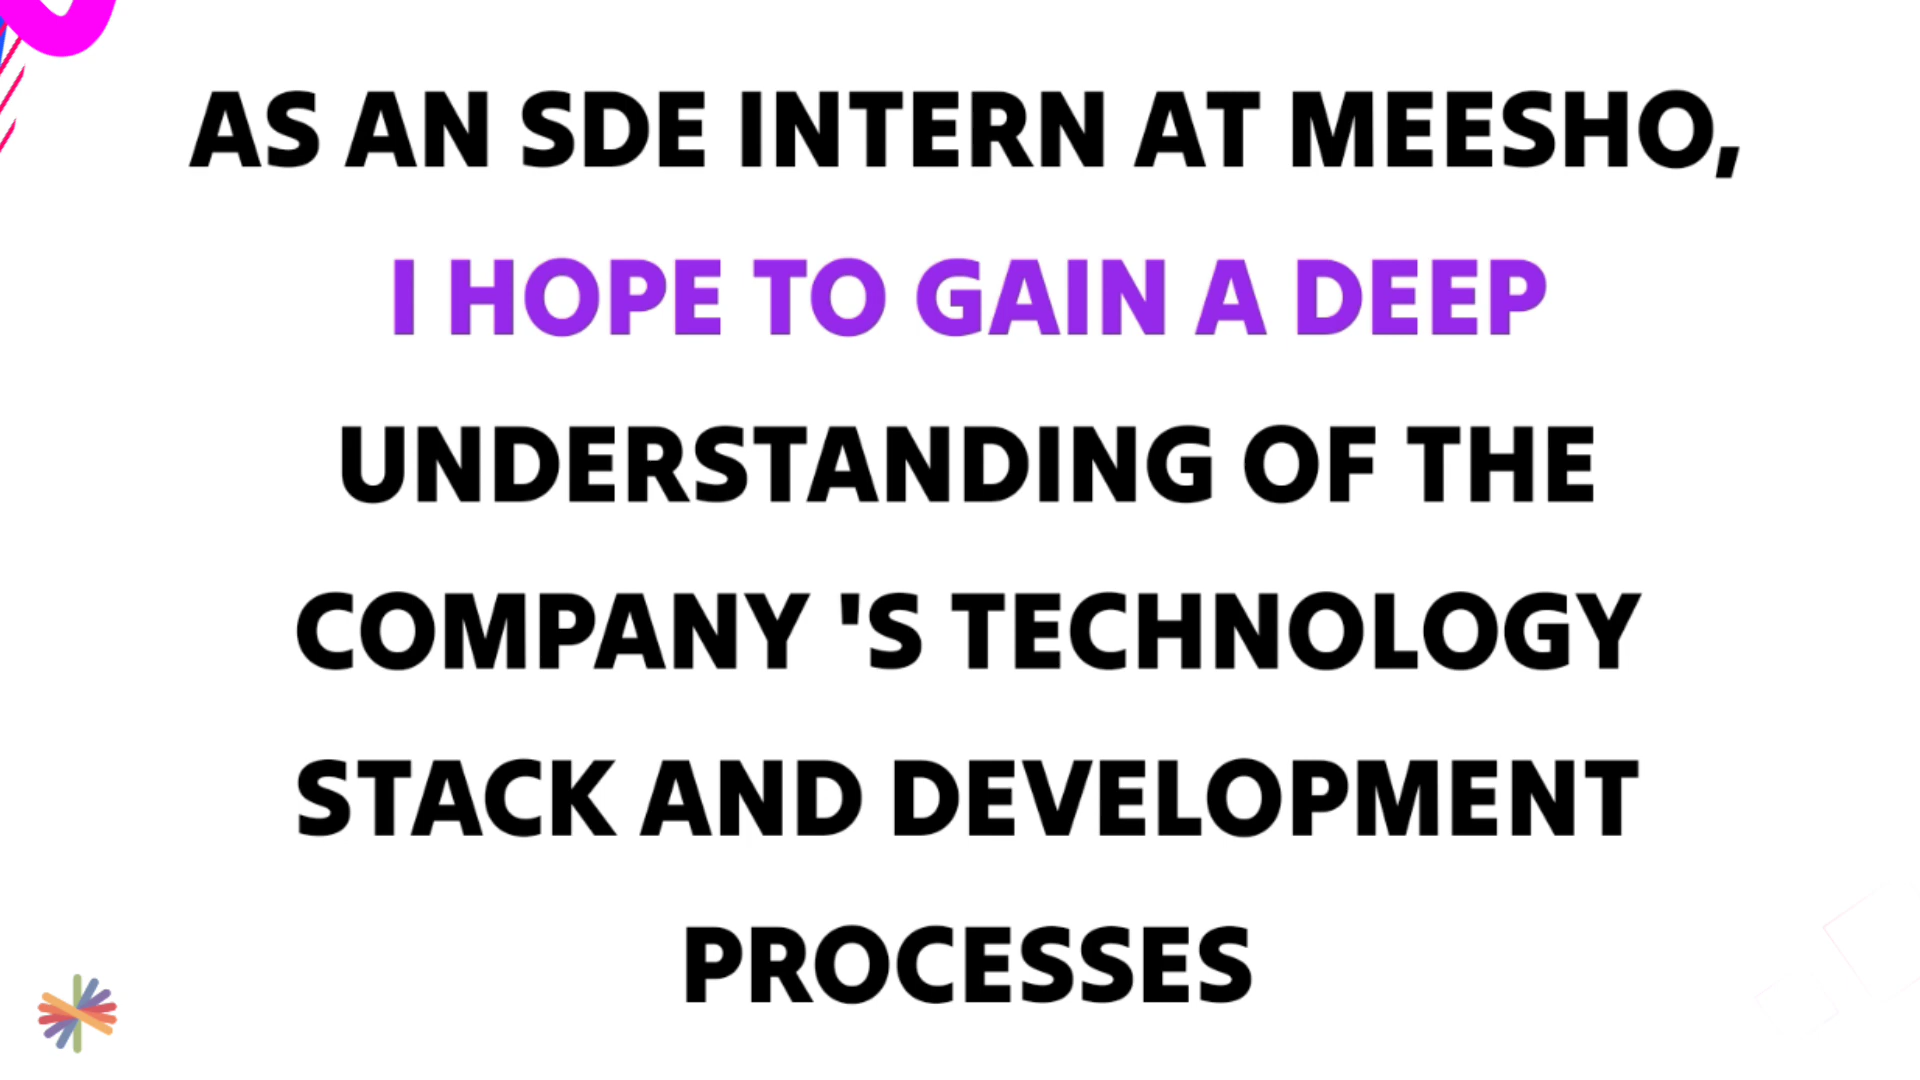 AS AN SDE INTERN AT MEESHO,
I HOPE TO GAIN A DEEP
UNDERSTANDING OF THE
COMPANY 'S TECHNOLOGY
STACK AND DEVELOPMENT
PROCESSES